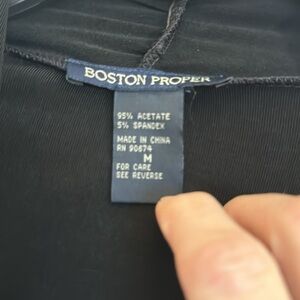 BOSTON PROPER
95% ACETATE
5% SPANDEX
MADE IN CHINA
RN 90674
M
FOR CARE
SEE REVERSE